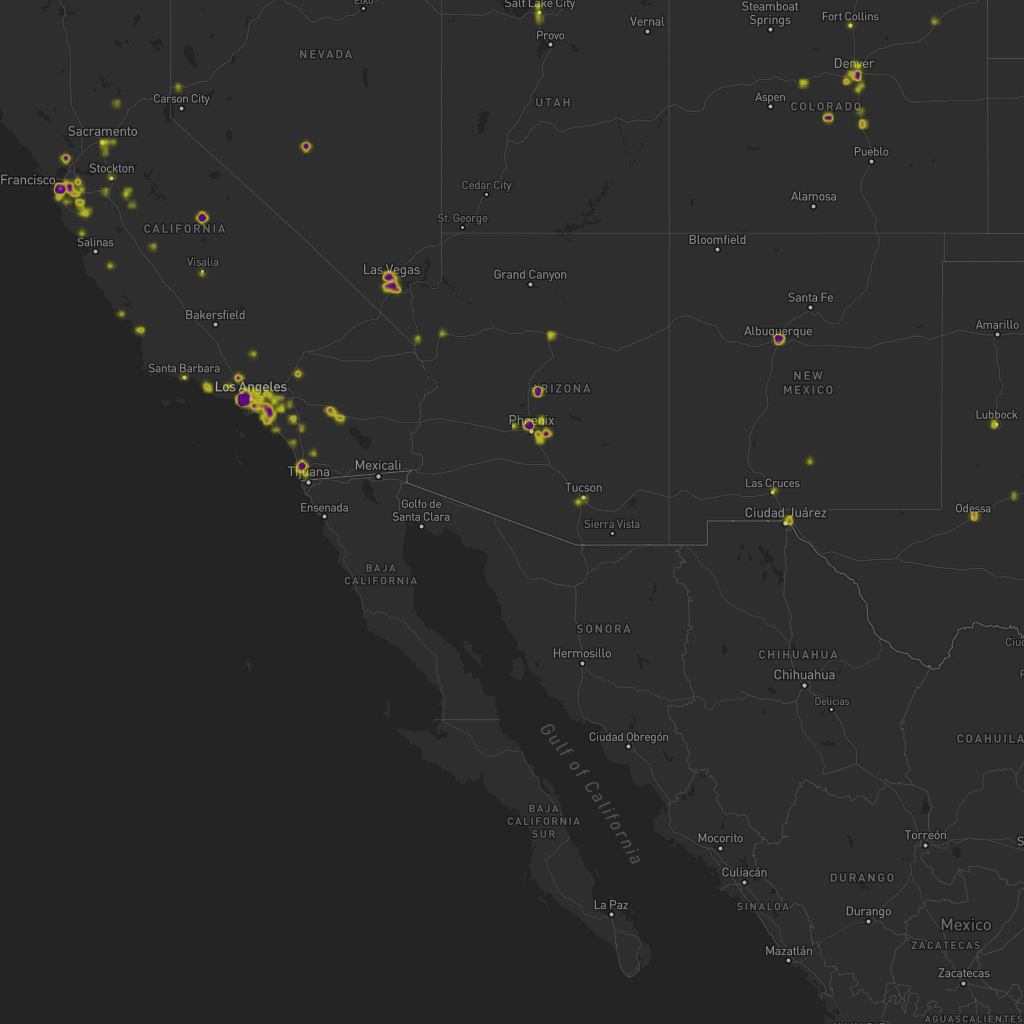 Elko
Salt Lake City
Steamboat
Springs
Fort Collins
Vernal
Provo
NEVADA
Denver
Carson City
UTAH
Aspen
COLORADO
Sacramento
Stockton
Pueblo
Francisco
Cedar City
Alamosa
St. George
CALIFORNIA
Salinas
Bloomfield
Visalia
Las Vegas
Grand Canyon
Santa Fe
Bakersfield
Albuquerque
Amarillo
Santa Barbara
Los Angeles
ARIZONA
NEW
MEXICO
Phoenix
Lubbock
Tijuana
Mexicali
Tucson
Las Cruces
Ensenada
Golfo de
Santa Clara
Sierra Vista
Ciudad Juárez
Odessa
BAJA
CALIFORNIA
SONORA
Hermosillo
CHIHUAHUA
Chihuahua
Delicias
Gulf of California
Ciudad Obregón
COAHUILA
BAJA
CALIFORNIA
SUR
Mocorito
Torreón
Culiacán
DURANGO
La Paz
SINALOA
Durango
Mexico
ZACATECAS
Mazatlán
Zacatecas
AGUASCALIENTES